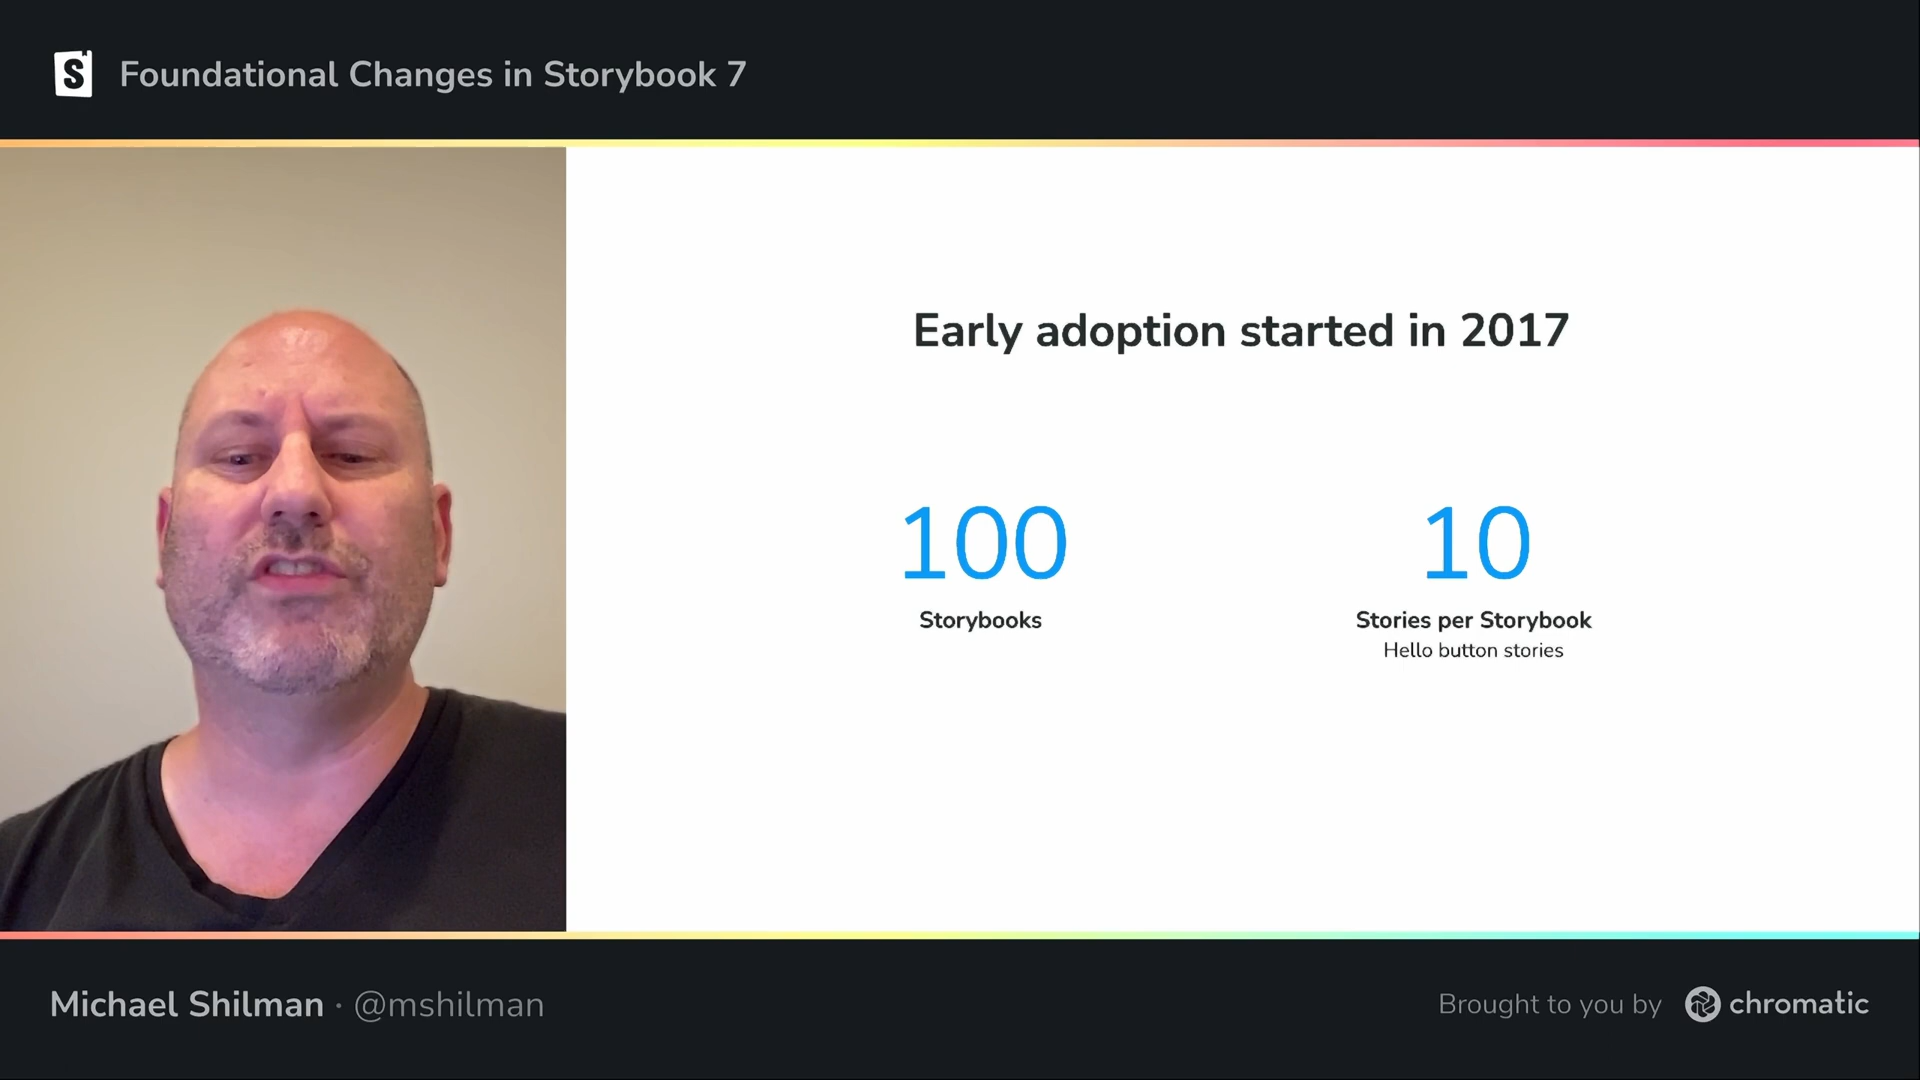 S Foundational Changes in Storybook 7
Early adoption started in 2017
100
Storybooks
10
Stories per Storybook
Hello button stories
Michael Shilman · @mshilman
Brought to you by chromatic